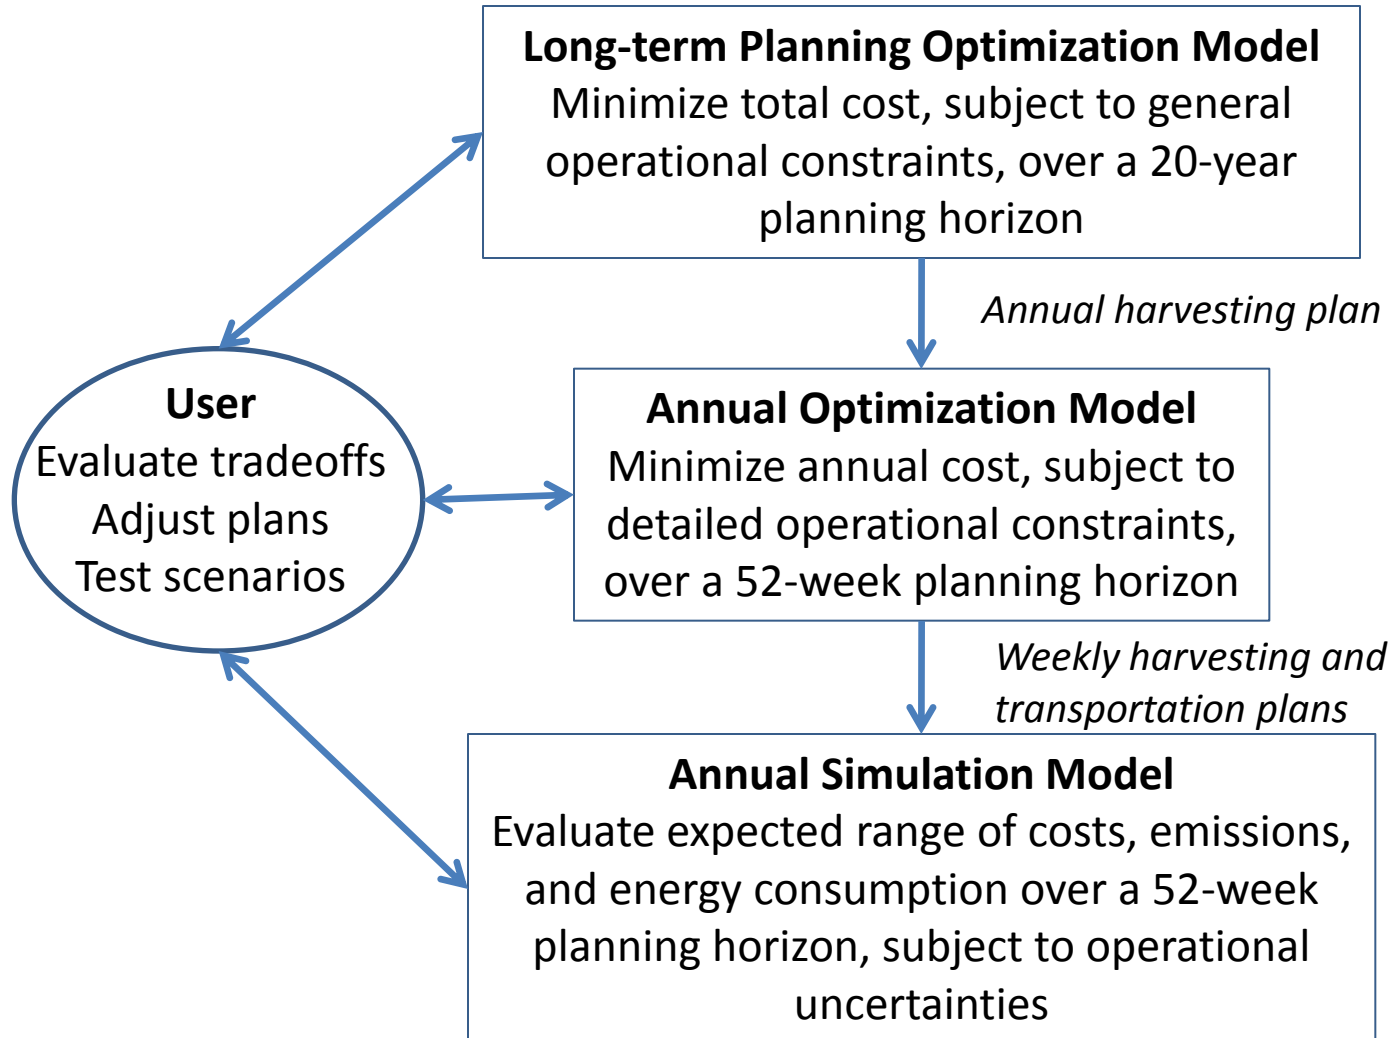 Long-term Planning Optimization Model
Minimize total cost, subject to general
operational constraints, over a 20-year
planning horizon
Annual harvesting plan
User
Evaluate tradeoffs
Adjust plans
Test scenarios
Annual Optimization Model
Minimize annual cost, subject to
detailed operational constraints,
over a 52-week planning horizon
Weekly harvesting and
transportation plans
Annual Simulation Model
Evaluate expected range of costs, emissions,
and energy consumption over a 52-week
planning horizon, subject to operational
uncertainties